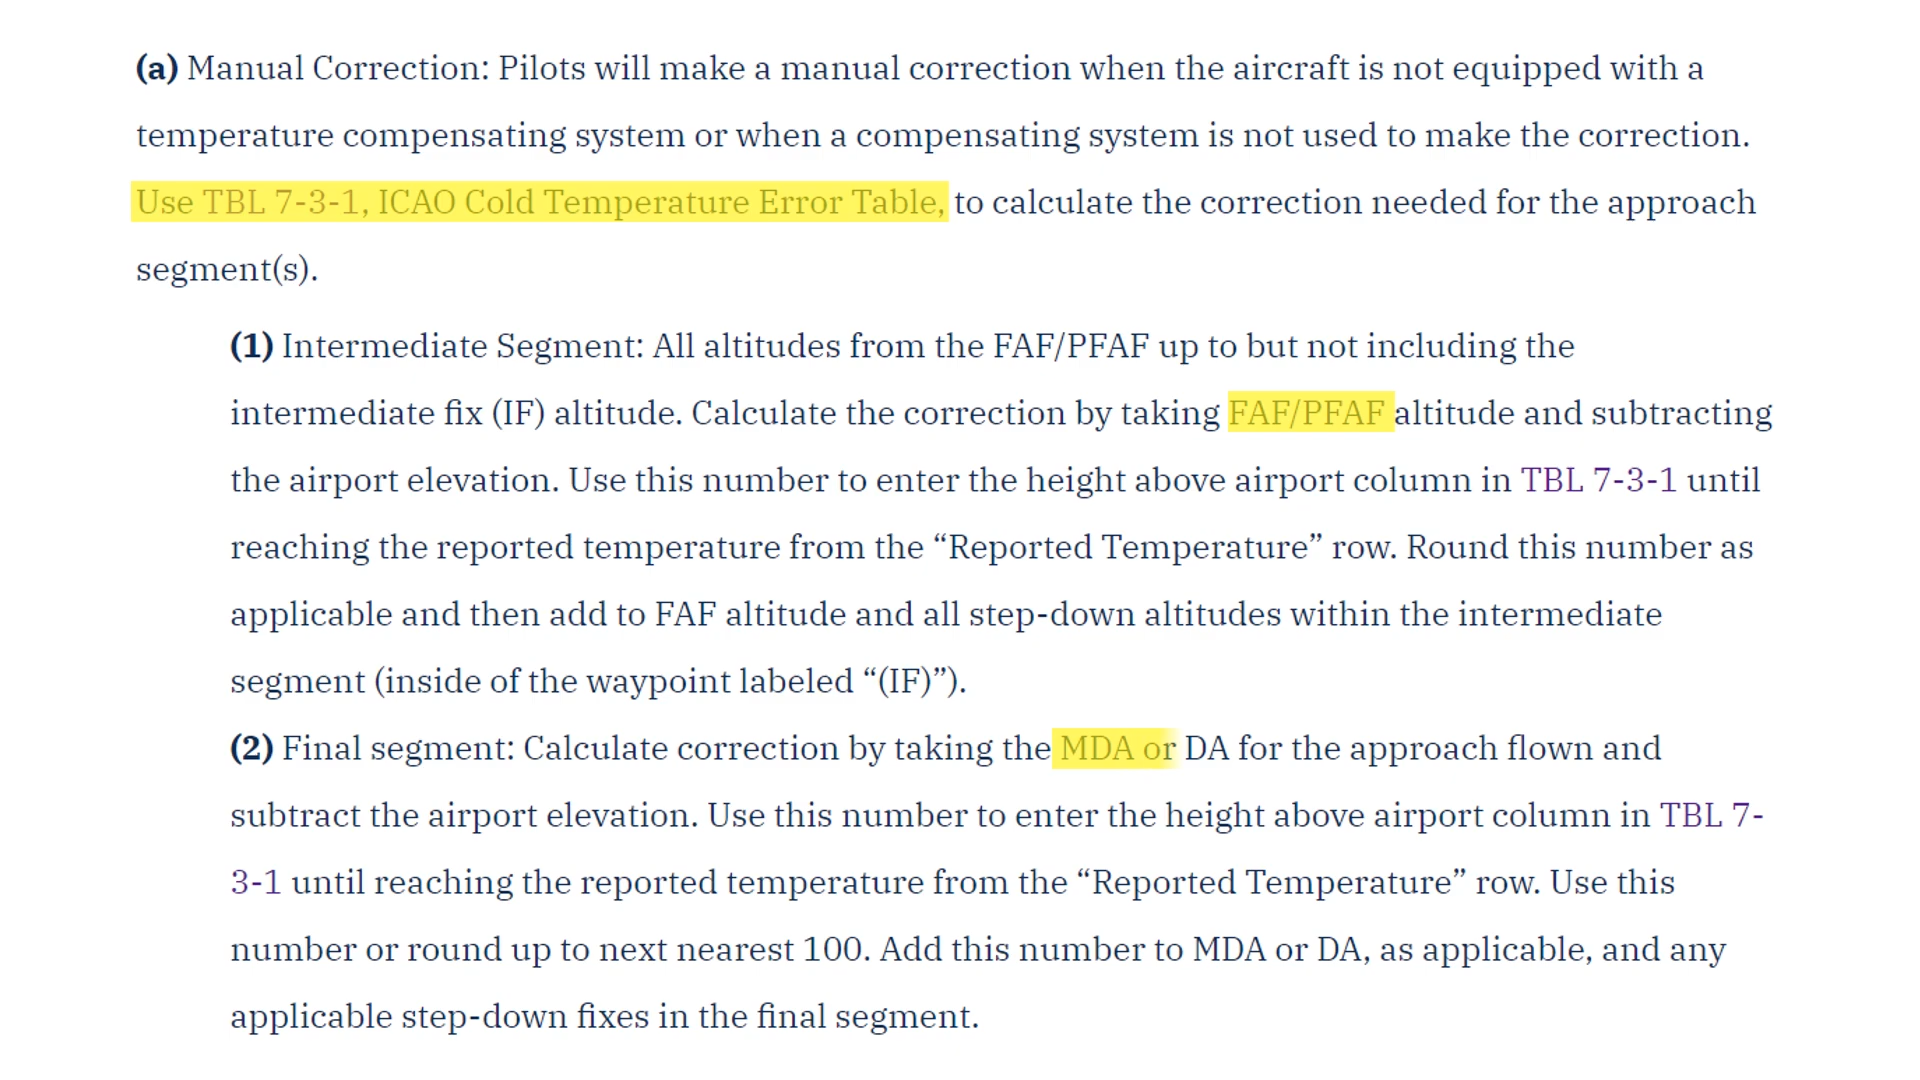 (a) Manual Correction: Pilots will make a manual correction when the aircraft is not equipped with a
temperature compensating system or when a compensating system is not used to make the correction.
Use TBL 7-3-1, ICAO Cold Temperature Error Table, to calculate the correction needed for the approach
segment(s).
(1) Intermediate Segment: All altitudes from the FAF/PFAF up to but not including the
intermediate fix (IF) altitude. Calculate the correction by taking FAF/PFAF altitude and subtracting
the airport elevation. Use this number to enter the height above airport column in TBL 7-3-1 until
reaching the reported temperature from the “Reported Temperature” row. Round this number as
applicable and then add to FAF altitude and all step-down altitudes within the intermediate
segment (inside of the waypoint labeled “(IF)”).
(2) Final segment: Calculate correction by taking the MDA or DA for the approach flown and
subtract the airport elevation. Use this number to enter the height above airport column in TBL 7-
3-1 until reaching the reported temperature from the “Reported Temperature” row. Use this
number or round up to next nearest 100. Add this number to MDA or DA, as applicable, and any
applicable step-down fixes in the final segment.